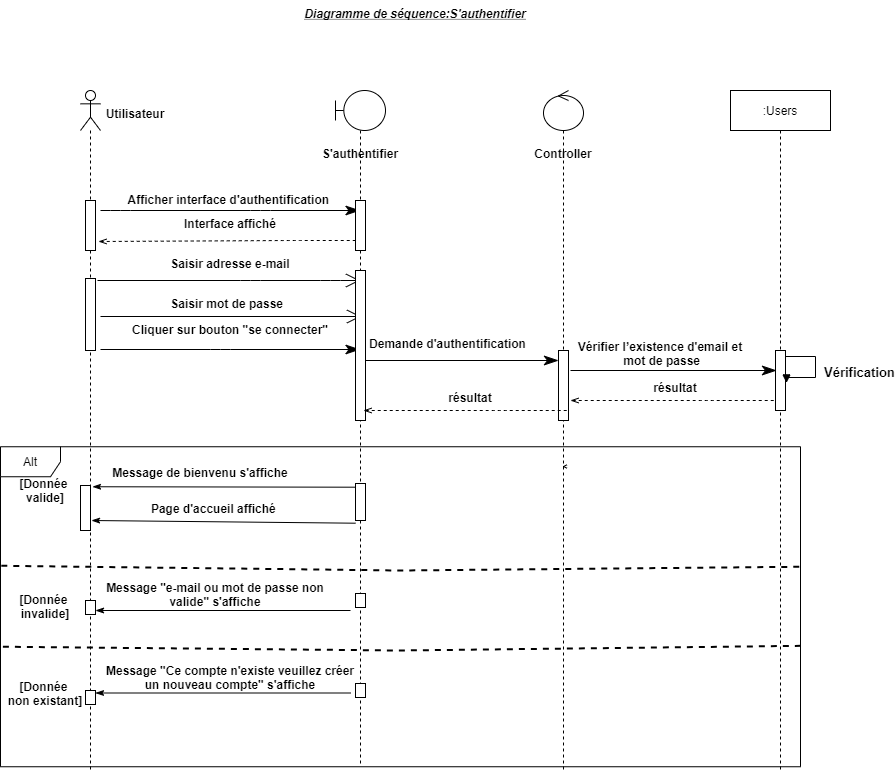 Diagramme de séquence:S'authentifier
Utilisateur
:Users
S'authentifier
Controller
Afficher interface d'authentification
Interface affiché
Saisir adresse e-mail
Saisir mot de passe
Cliquer sur bouton "se connecter"
Demande d'authentification
Vérifier l'existence d'email et
mot de passe
Vérification
résultat
résultat
Alt
[Donnée
valide]
Message de bienvenu s'affiche
Page d'accueil affiché
[Donnée
invalide]
Message "e-mail ou mot de passe non
valide" s'affiche
[Donnée
non existant]
Message "Ce compte n'existe veuillez créer
un nouveau compte" s'affiche